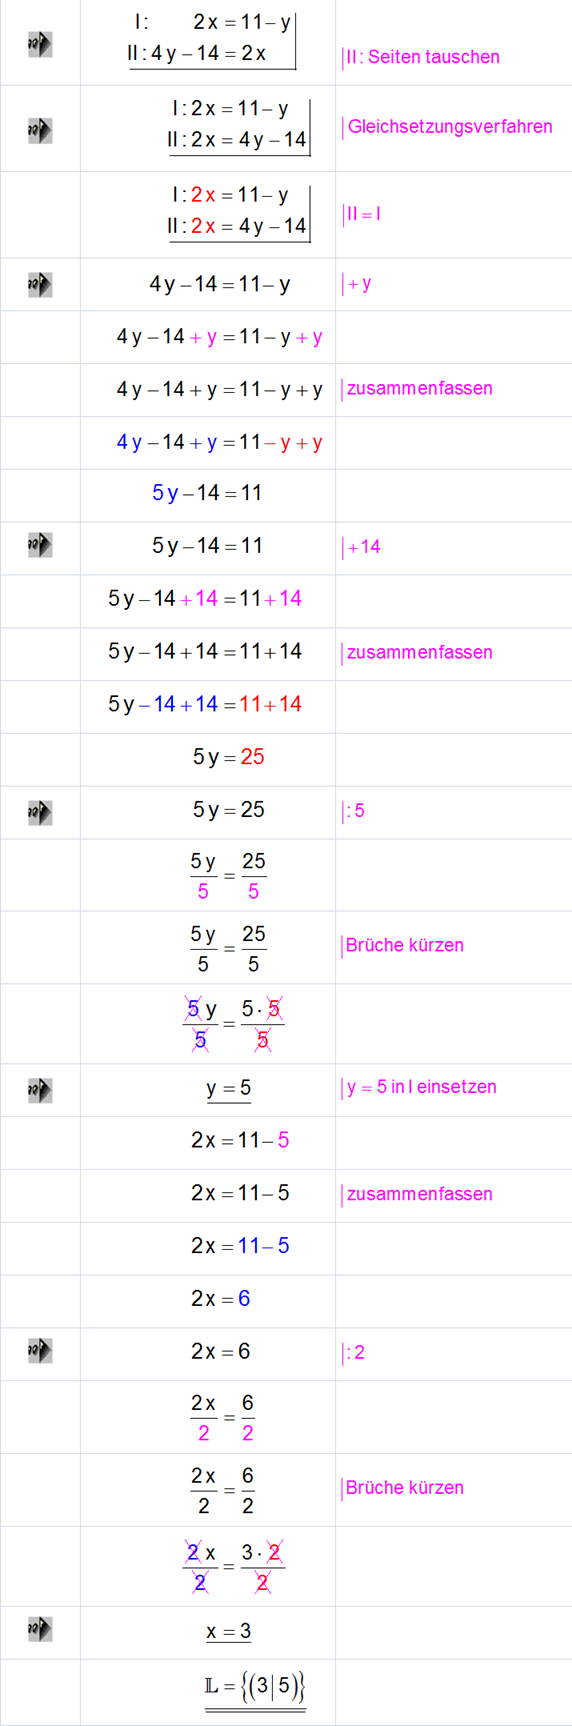 I: 2x = 11 − y
II: 4y − 14 = 2x |II: Seiten tauschen
I: 2x = 11 − y
II: 2x = 4y − 14 |Gleichsetzungsverfahren
I: 2x = 11 − y
II: 2x = 4y − 14 |II = I
4y − 14 = 11 − y |+ y
4y − 14 + y = 11 − y + y
4y − 14 + y = 11 − y + y |zusammenfassen
4y − 14 + y = 11 − y + y
5y − 14 = 11
5y − 14 = 11 |+14
5y − 14 + 14 = 11 + 14
5y − 14 + 14 = 11 + 14 |zusammenfassen
5y − 14 + 14 = 11 + 14
5y = 25
5y = 25 |: 5
5y/5 = 25/5
5y/5 = 25/5 |Brüche kürzen
5y/5 = 5·5/5
y = 5 |y = 5 in I einsetzen
2x = 11 − 5
2x = 11 − 5 |zusammenfassen
2x = 11 − 5
2x = 6
2x = 6 |: 2
2x/2 = 6/2
2x/2 = 6/2 |Brüche kürzen
2x/2 = 3·2/2
x = 3
𝕃 = {(3|5)}